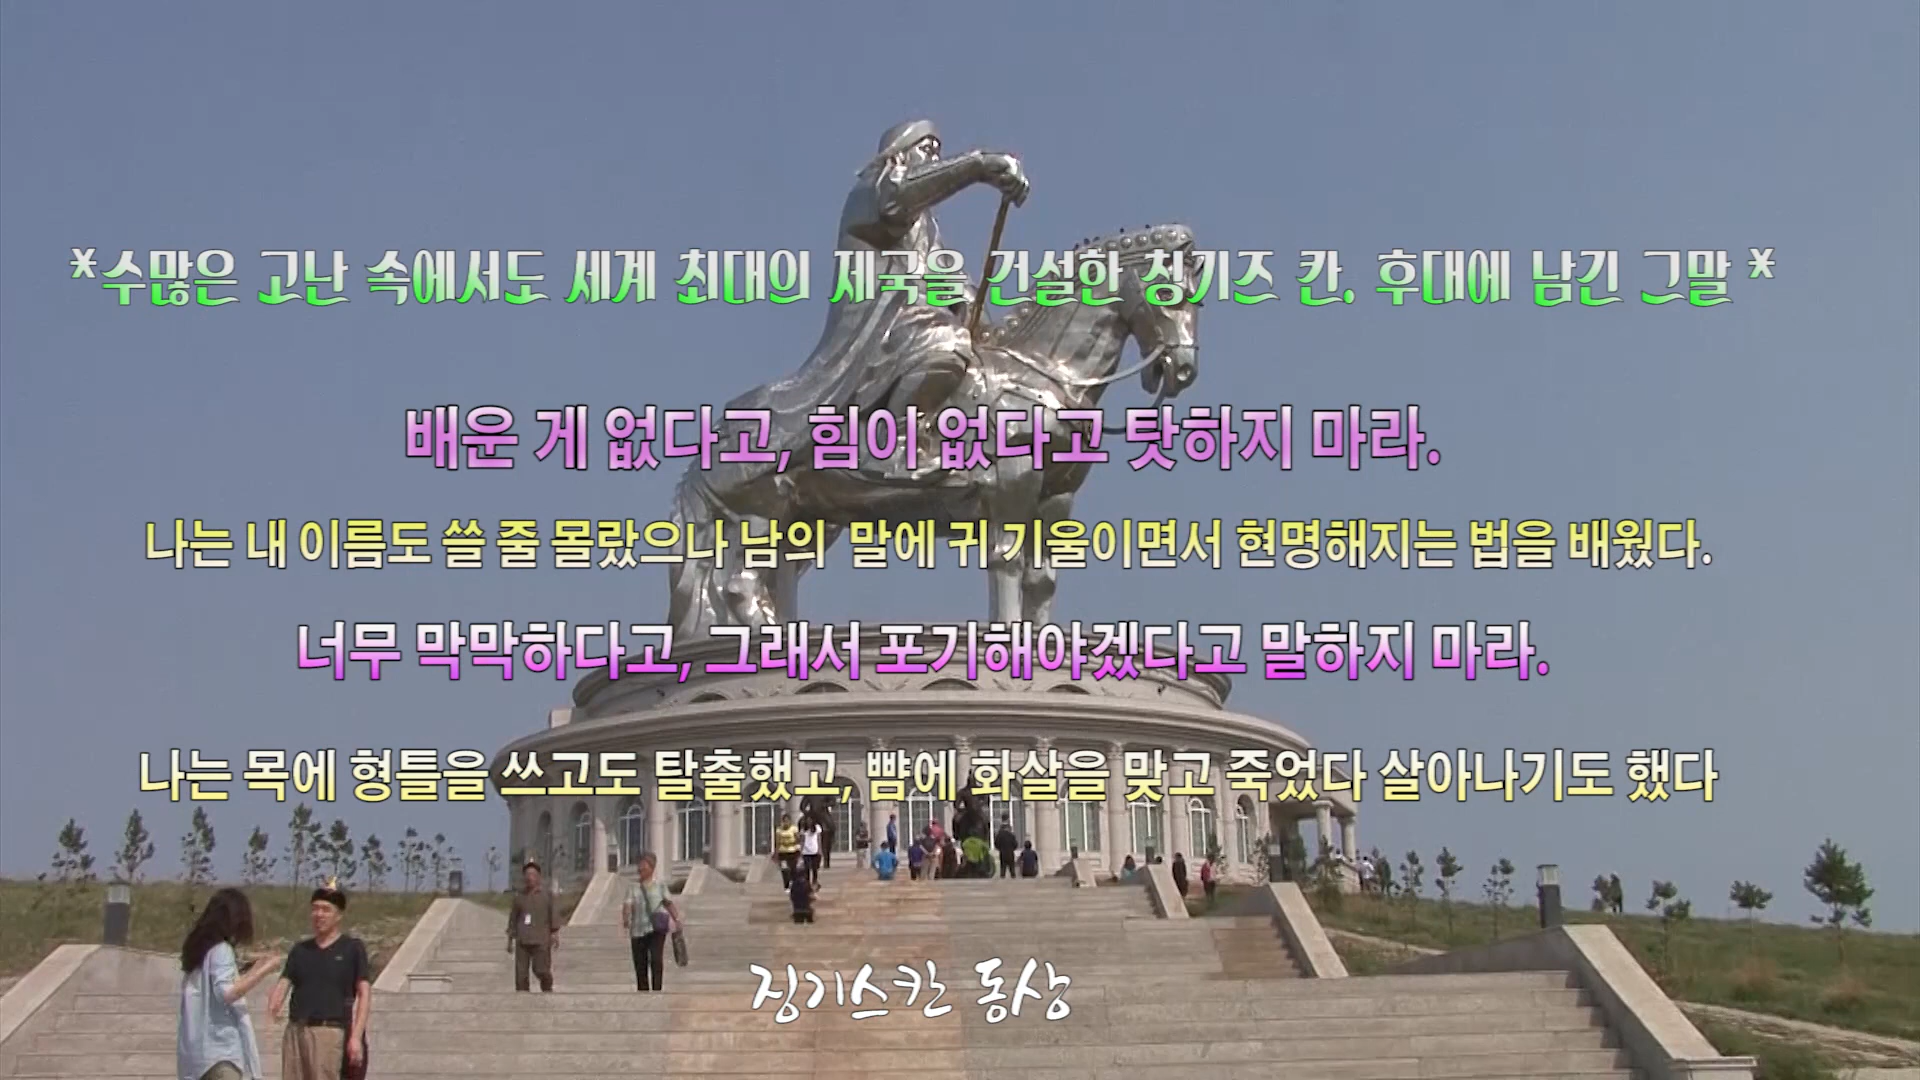 *수많은 고난 속에서도 세계 최대의 제국을 건설한 칭기즈 칸. 후대에 남긴 그말*
배운 게 없다고, 힘이 없다고 탓하지 마라.
나는 내 이름도 쓸 줄 몰랐으나 남의 말에 귀 기울이면서 현명해지는 법을 배웠다.
너무 막막하다고, 그래서 포기해야겠다고 말하지 마라.
나는 목에 형틀을 쓰고도 탈출했고, 뺨에 화살을 맞고 죽었다 살아나기도 했다
징기스칸 동상